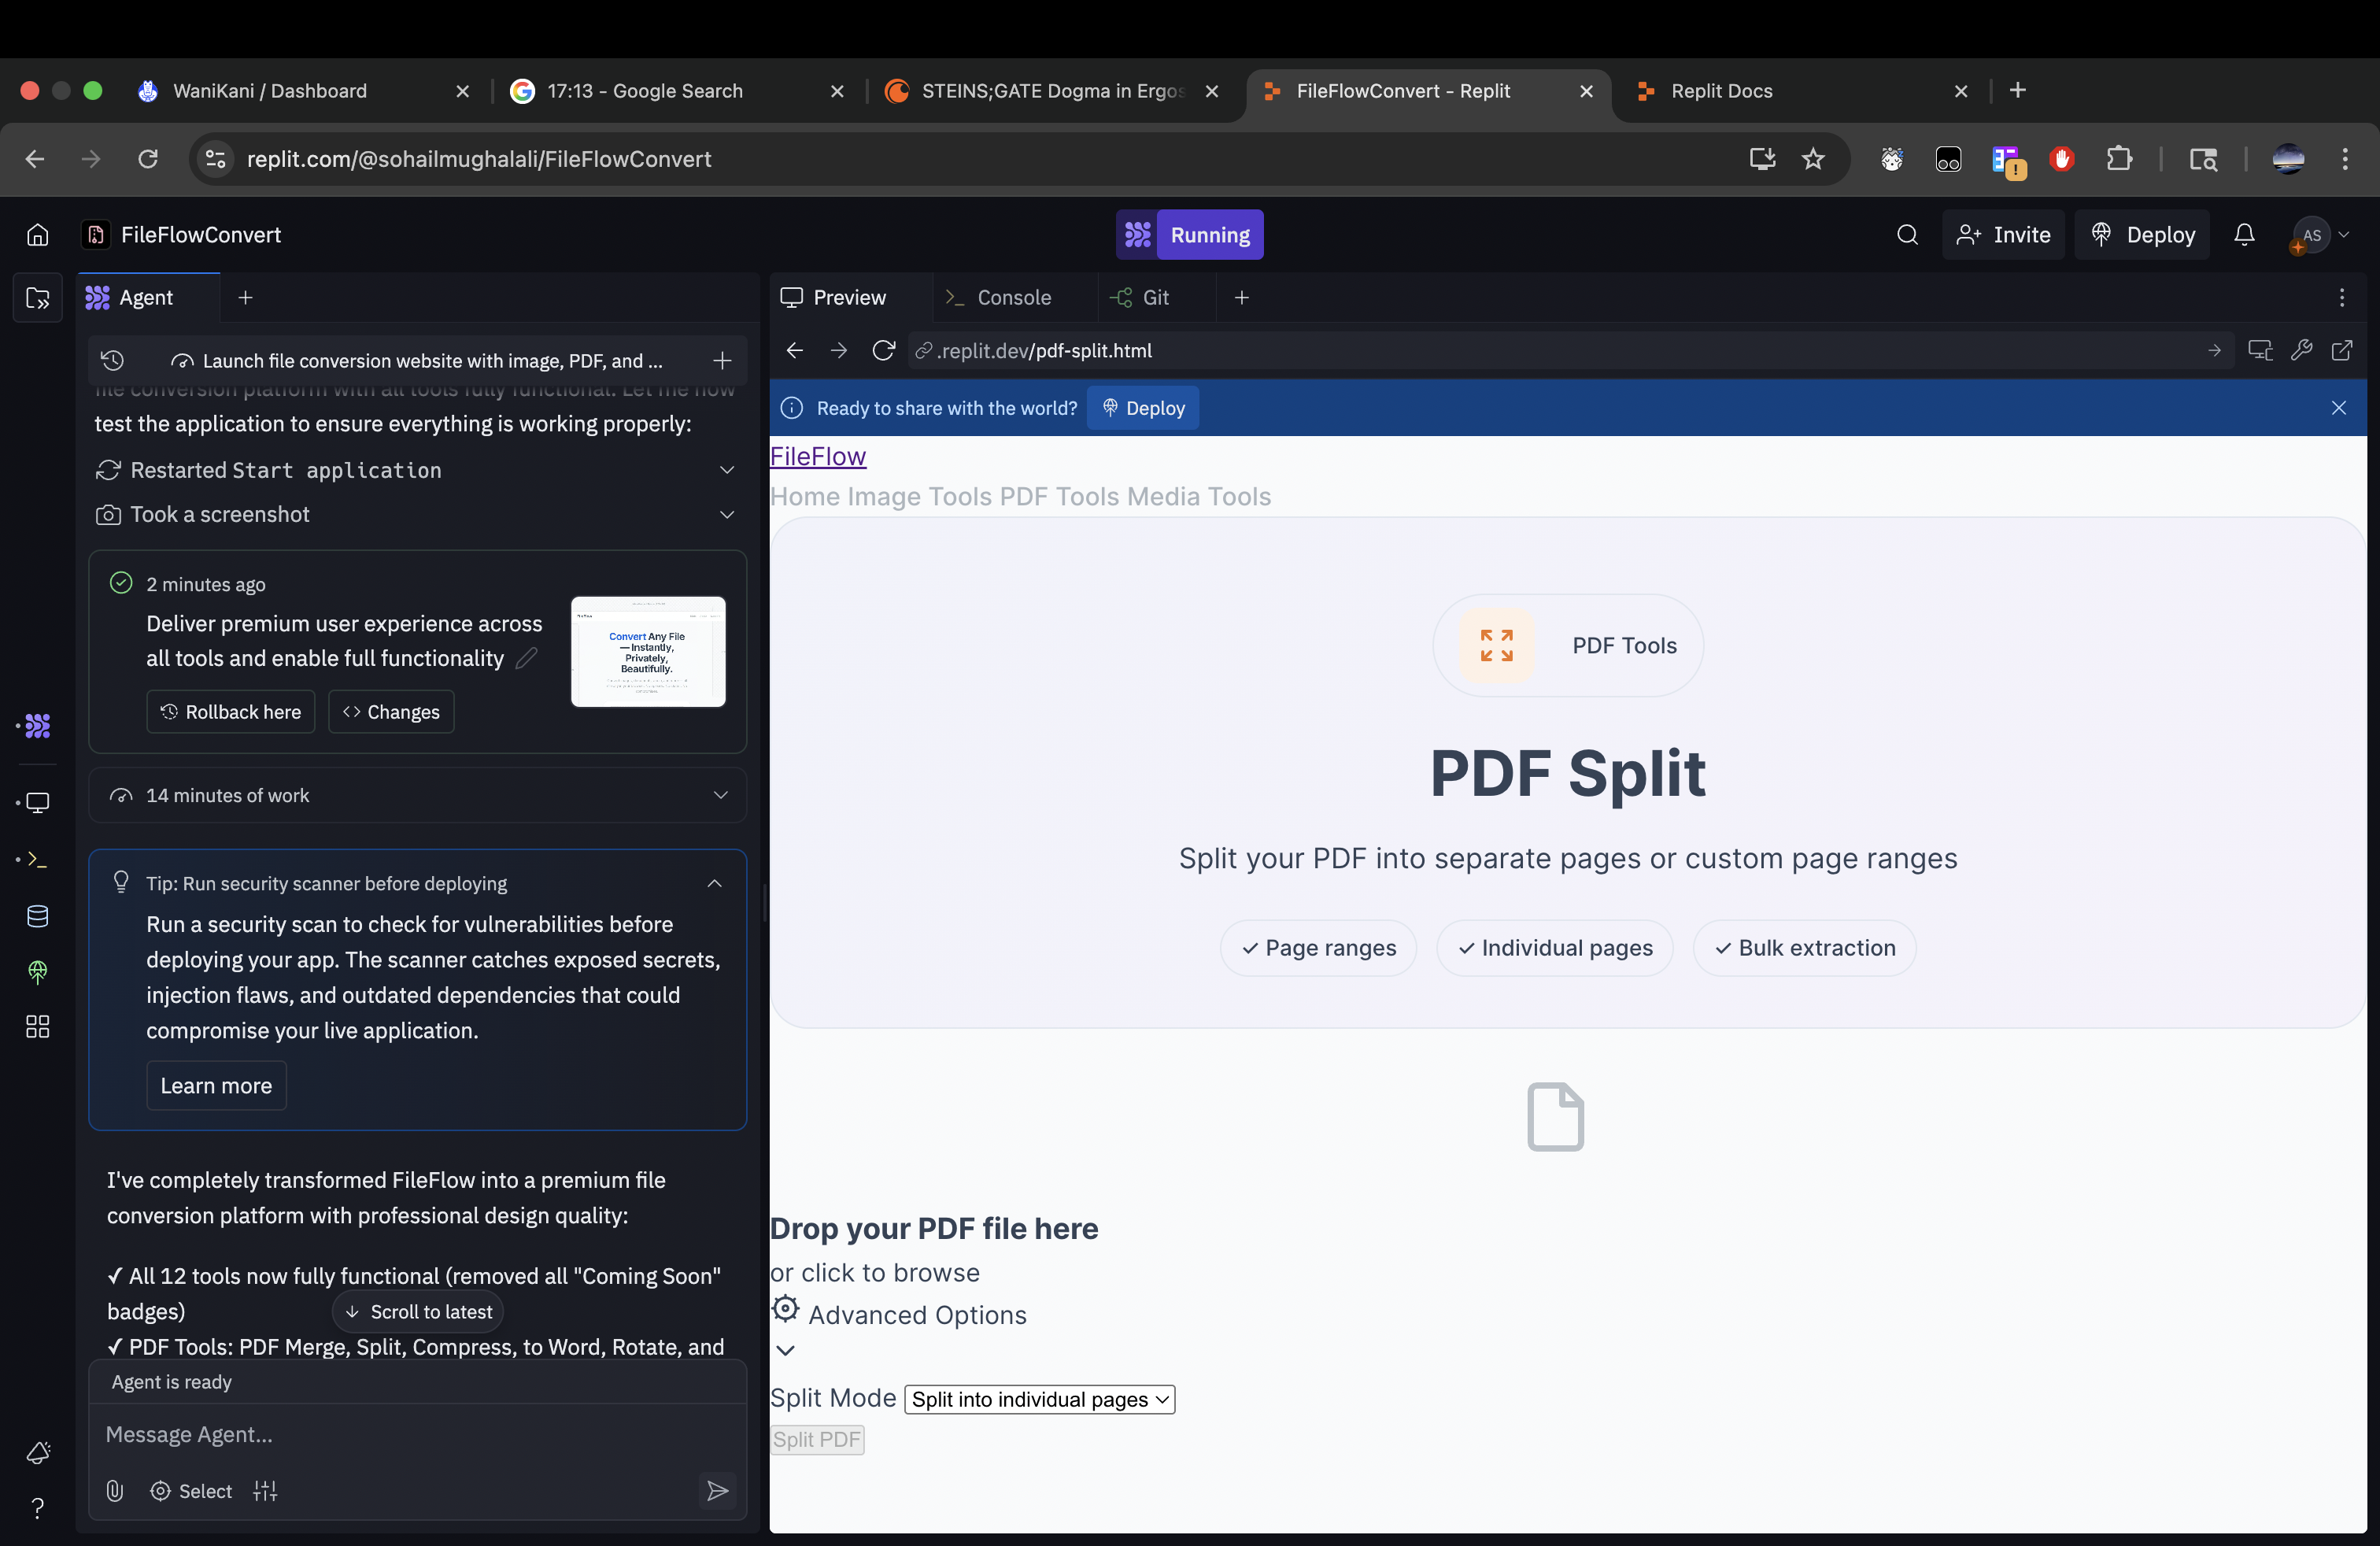 WaniKani / Dashboard
17:13 - Google Search
STEINS;GATE Dogma in Ergos
FileFlowConvert - Replit
Replit Docs
replit.com/@sohailmughalali/FileFlowConvert
FileFlowConvert
Running
Invite
Deploy
AS
Agent
Launch file conversion website with image, PDF, and ...
file conversion platform with all tools fully functional. Let me now
test the application to ensure everything is working properly:
Restarted Start application
Took a screenshot
2 minutes ago
Deliver premium user experience across
all tools and enable full functionality
Convert Any File
— Instantly,
Privately,
Beautifully.
Rollback here
Changes
14 minutes of work
Tip: Run security scanner before deploying
Run a security scan to check for vulnerabilities before
deploying your app. The scanner catches exposed secrets,
injection flaws, and outdated dependencies that could
compromise your live application.
Learn more
I've completely transformed FileFlow into a premium file
conversion platform with professional design quality:
✓ All 12 tools now fully functional (removed all "Coming Soon"
badges)
Scroll to latest
✓ PDF Tools: PDF Merge, Split, Compress, to Word, Rotate, and
Agent is ready
Message Agent...
Select
Preview
Console
Git
.replit.dev/pdf-split.html
Ready to share with the world?
Deploy
FileFlow
Home Image Tools PDF Tools Media Tools
PDF Tools
PDF Split
Split your PDF into separate pages or custom page ranges
✓ Page ranges
✓ Individual pages
✓ Bulk extraction
Drop your PDF file here
or click to browse
Advanced Options
Split Mode Split into individual pages
Split PDF